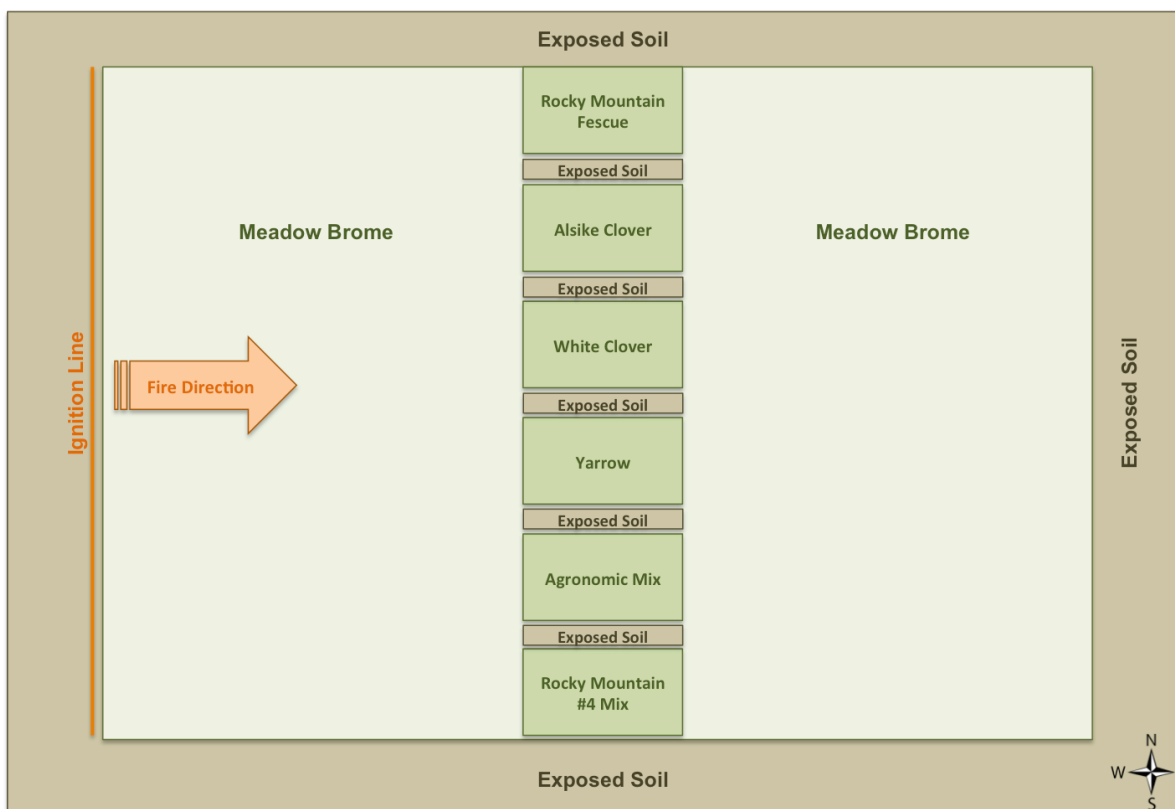 Exposed Soil
Rocky Mountain
Fescue
Exposed Soil
Alsike Clover
Meadow Brome
Meadow Brome
Exposed Soil
White Clover
Ignition Line
Fire Direction
Exposed Soil
Exposed Soil
Yarrow
Exposed Soil
Agronomic Mix
Exposed Soil
Rocky Mountain
#4 Mix
Exposed Soil
N
W
S